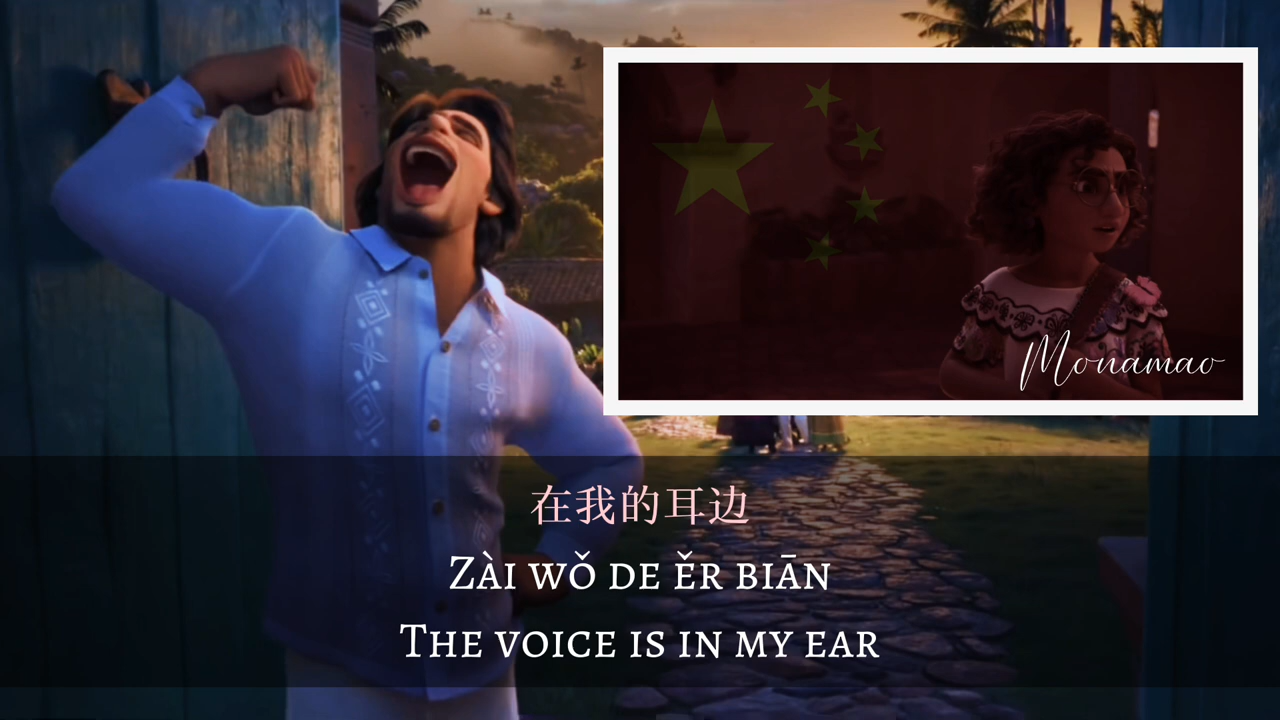 Monamao
在我的耳边
Zài wǒ de ěr biān
The voice is in my ear